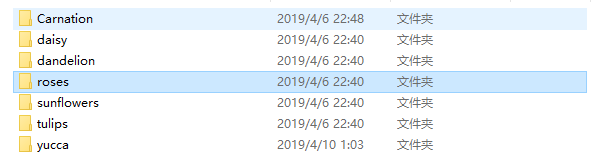 Carnation 2019/4/6 22:48 文件夹
daisy 2019/4/6 22:40 文件夹
dandelion 2019/4/6 22:40 文件夹
roses 2019/4/6 22:40 文件夹
sunflowers 2019/4/6 22:40 文件夹
tulips 2019/4/6 22:40 文件夹
yucca 2019/4/10 1:03 文件夹